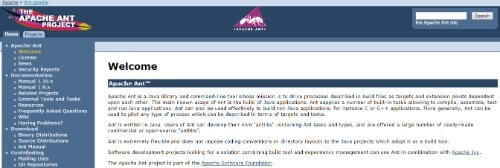 Apache > Apache Ant
THE
APACHE ANT
PROJECT
APACHE ANT
Search
the Apache Ant site
Home
Projects
Apache Ant
Welcome
License
News
Security Reports
Documentation
Manual 1.10.x
Manual 1.9.x
Related Projects
External Tools and Tasks
Resources
Frequently Asked Questions
Wiki
Having Problems?
Download
Binary Distributions
Source Distributions
Ant Manual
Contributing
Mailing Lists
Git Repositories
Welcome
Apache Ant™
Apache Ant is a Java library and command-line tool whose mission is to drive processes described in build files as targets and extension points dependent
upon each other. The main known usage of Ant is the build of Java applications. Ant supplies a number of built-in tasks allowing to compile, assemble, test
and run Java applications. Ant can also be used effectively to build non Java applications, for instance C or C++ applications. More generally, Ant can be
used to pilot any type of process which can be described in terms of targets and tasks.
Ant is written in Java. Users of Ant can develop their own "antlibs" containing Ant tasks and types, and are offered a large number of ready-made
commercial or open-source "antlibs".
Ant is extremely flexible and does not impose coding conventions or directory layouts to the Java projects which adopt it as a build tool.
Software development projects looking for a solution combining build tool and dependency management can use Ant in combination with Apache Ivy.
The Apache Ant project is part of the Apache Software Foundation.